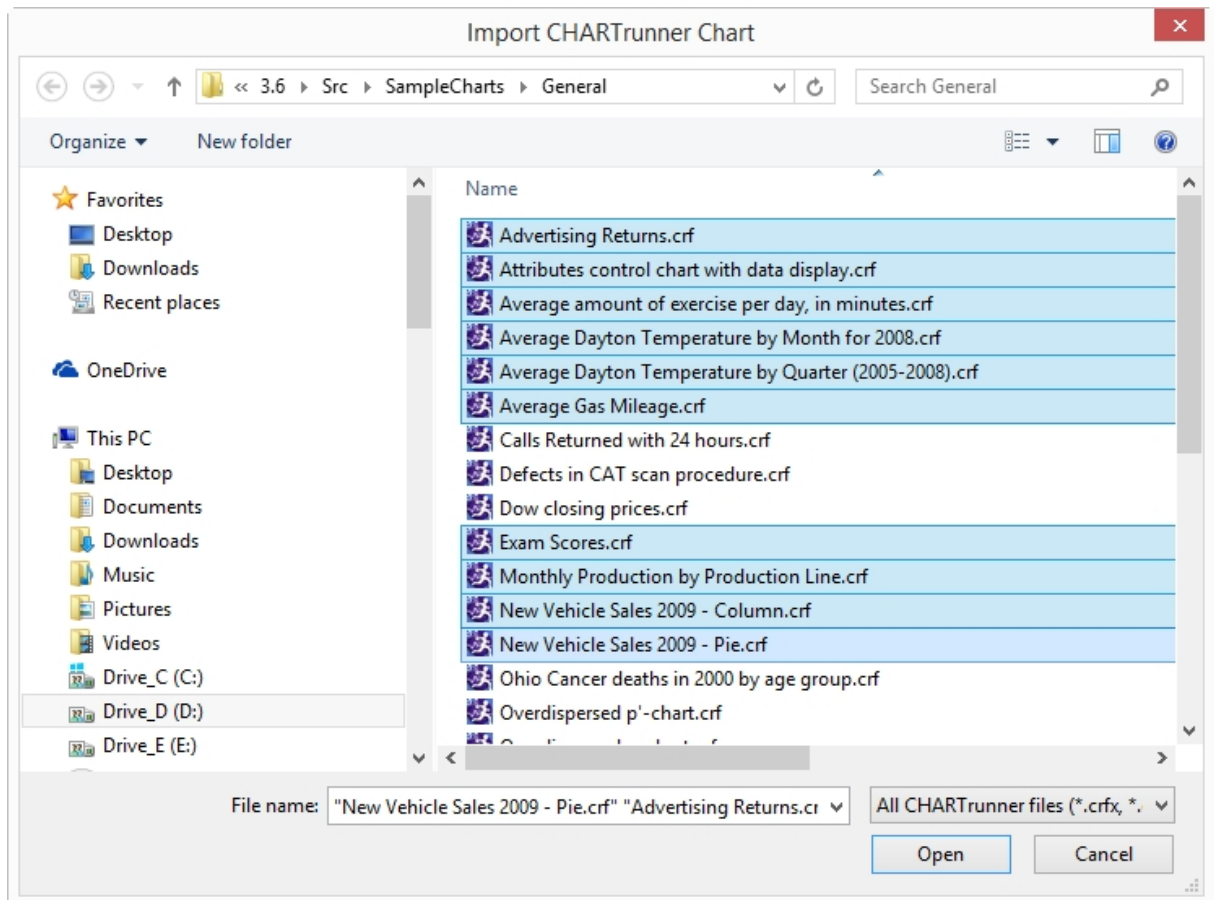 Import CHARTrunner Chart
« 3.6 Src SampleCharts General
Search General
Organize New folder
Favorites
Desktop
Downloads
Recent places
OneDrive
This PC
Desktop
Documents
Downloads
Music
Pictures
Videos
Drive_C (C:)
Drive_D (D:)
Drive_E (E:)
Name
Advertising Returns.crf
Attributes control chart with data display.crf
Average amount of exercise per day, in minutes.crf
Average Dayton Temperature by Month for 2008.crf
Average Dayton Temperature by Quarter (2005-2008).crf
Average Gas Mileage.crf
Calls Returned with 24 hours.crf
Defects in CAT scan procedure.crf
Dow closing prices.crf
Exam Scores.crf
Monthly Production by Production Line.crf
New Vehicle Sales 2009 - Column.crf
New Vehicle Sales 2009 - Pie.crf
Ohio Cancer deaths in 2000 by age group.crf
Overdispersed p'-chart.crf
File name: "New Vehicle Sales 2009 - Pie.crf" "Advertising Returns.cr
All CHARTrunner files (*.crfx, *.
Open Cancel